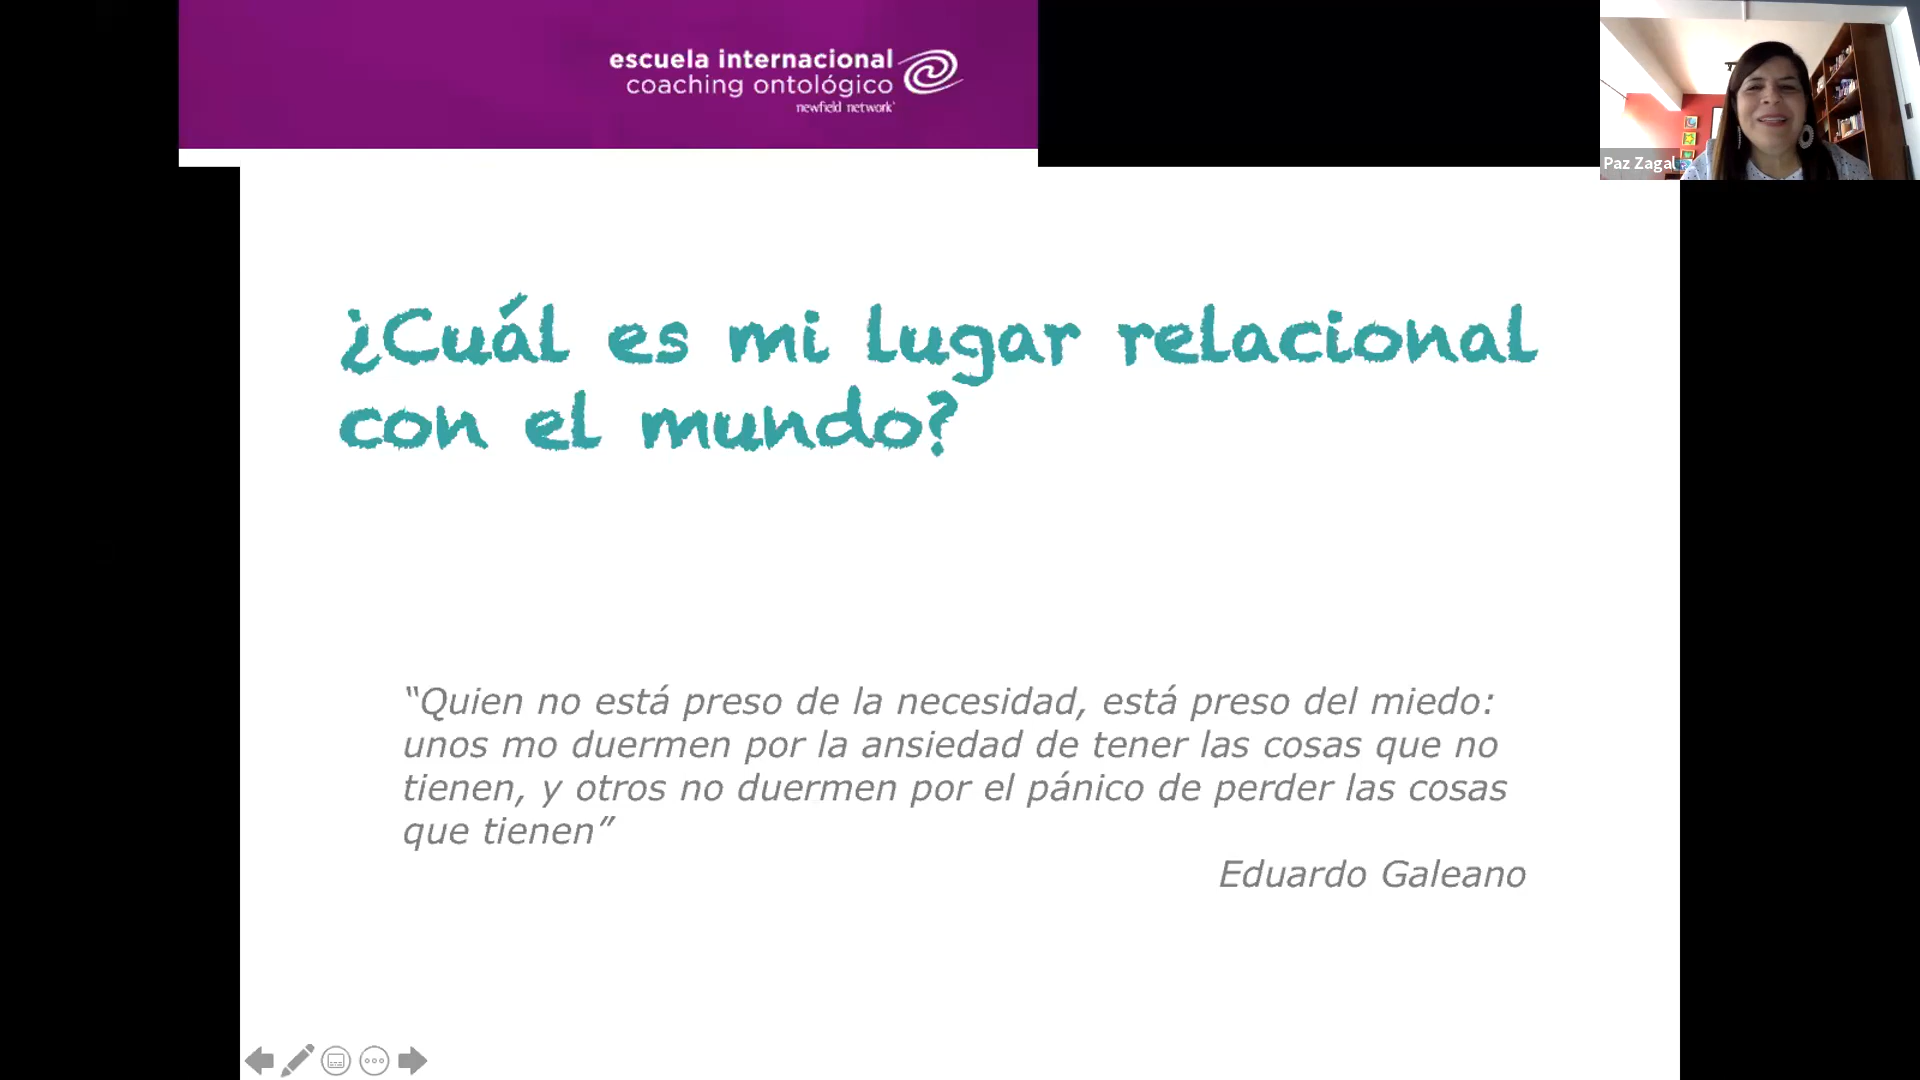 escuela internacional
coaching ontológico
newfield network
Paz Zagal
¿Cuál es mi lugar relacional
con el mundo?
“Quien no está preso de la necesidad, está preso del miedo:
unos mo duermen por la ansiedad de tener las cosas que no
tienen, y otros no duermen por el pánico de perder las cosas
que tienen”
Eduardo Galeano